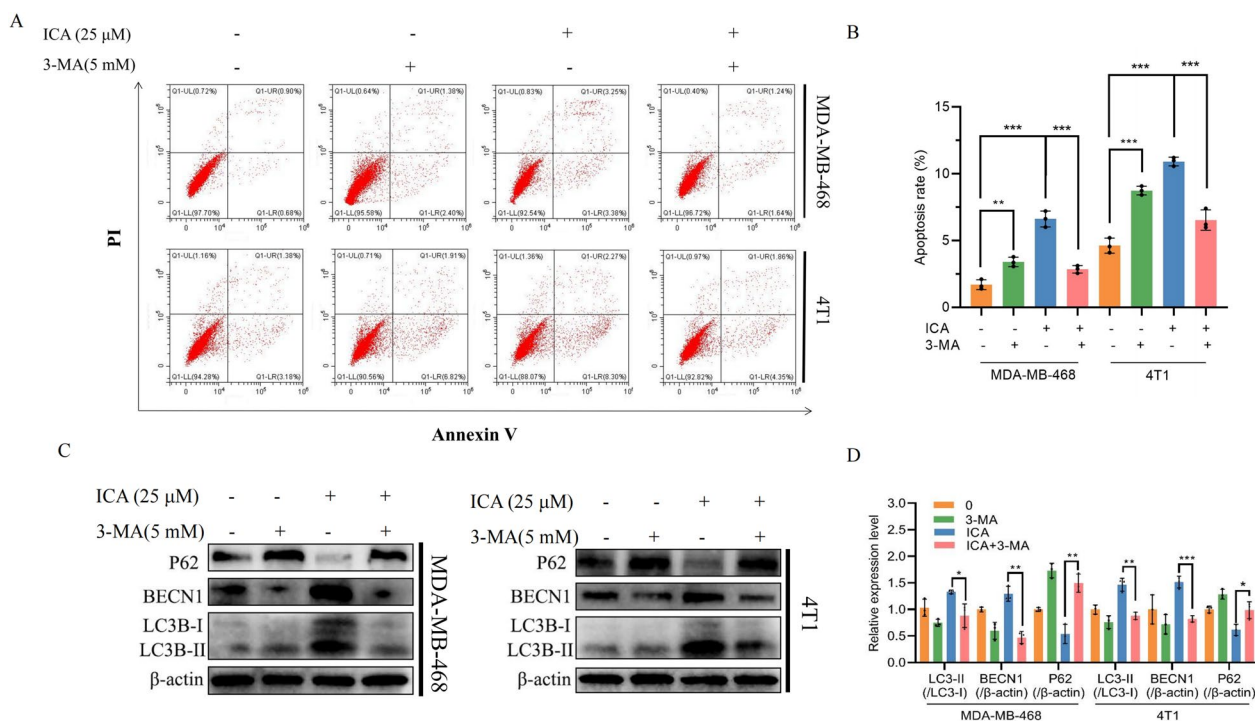 A
ICA (25 μM) - - + +
3-MA(5 mM) - + - +
Q1-UL(0.72%) Q1-UR(0.90%) Q1-UL(0.64%) Q1-UR(1.38%) Q1-UL(0.83%) Q1-UR(3.25%) Q1-UL(0.40%) Q1-UR(1.24%)
Q1-LL(97.70%) Q1-LR(0.68%) Q1-LL(95.58%) Q1-LR(2.40%) Q1-LL(92.54%) Q1-LR(3.38%) Q1-LL(96.72%) Q1-LR(1.64%)
MDA-MB-468
Q1-UL(1.16%) Q1-UR(1.38%) Q1-UL(0.71%) Q1-UR(1.91%) Q1-UL(1.36%) Q1-UR(2.27%) Q1-UL(0.97%) Q1-UR(1.86%)
Q1-LL(94.28%) Q1-LR(3.18%) Q1-LL(90.56%) Q1-LR(6.82%) Q1-LL(88.07%) Q1-LR(8.30%) Q1-LL(92.82%) Q1-LR(4.35%)
4T1
PI
Annexin V
B
Apoptosis rate (%)
15
10
5
0
** *** *** *** *** ***
ICA - - + + - - + +
3-MA - + - + - + - +
MDA-MB-468 4T1
C
ICA (25 μM) - - + +
3-MA(5 mM) - + - +
P62
BECN1
LC3B-I
LC3B-II
β-actin
MDA-MB-468
ICA (25 μM) - - + +
3-MA(5 mM) - + - +
P62
BECN1
LC3B-I
LC3B-II
β-actin
4T1
D
Relative expression level
3.0
2.5
2.0
1.5
1.0
0.5
0.0
0
3-MA
ICA
ICA+3-MA
* ** ** ** *** *
LC3-II BECN1 P62 LC3-II BECN1 P62
(/LC3-I) (/β-actin) (/β-actin) (/LC3-I) (/β-actin) (/β-actin)
MDA-MB-468 4T1